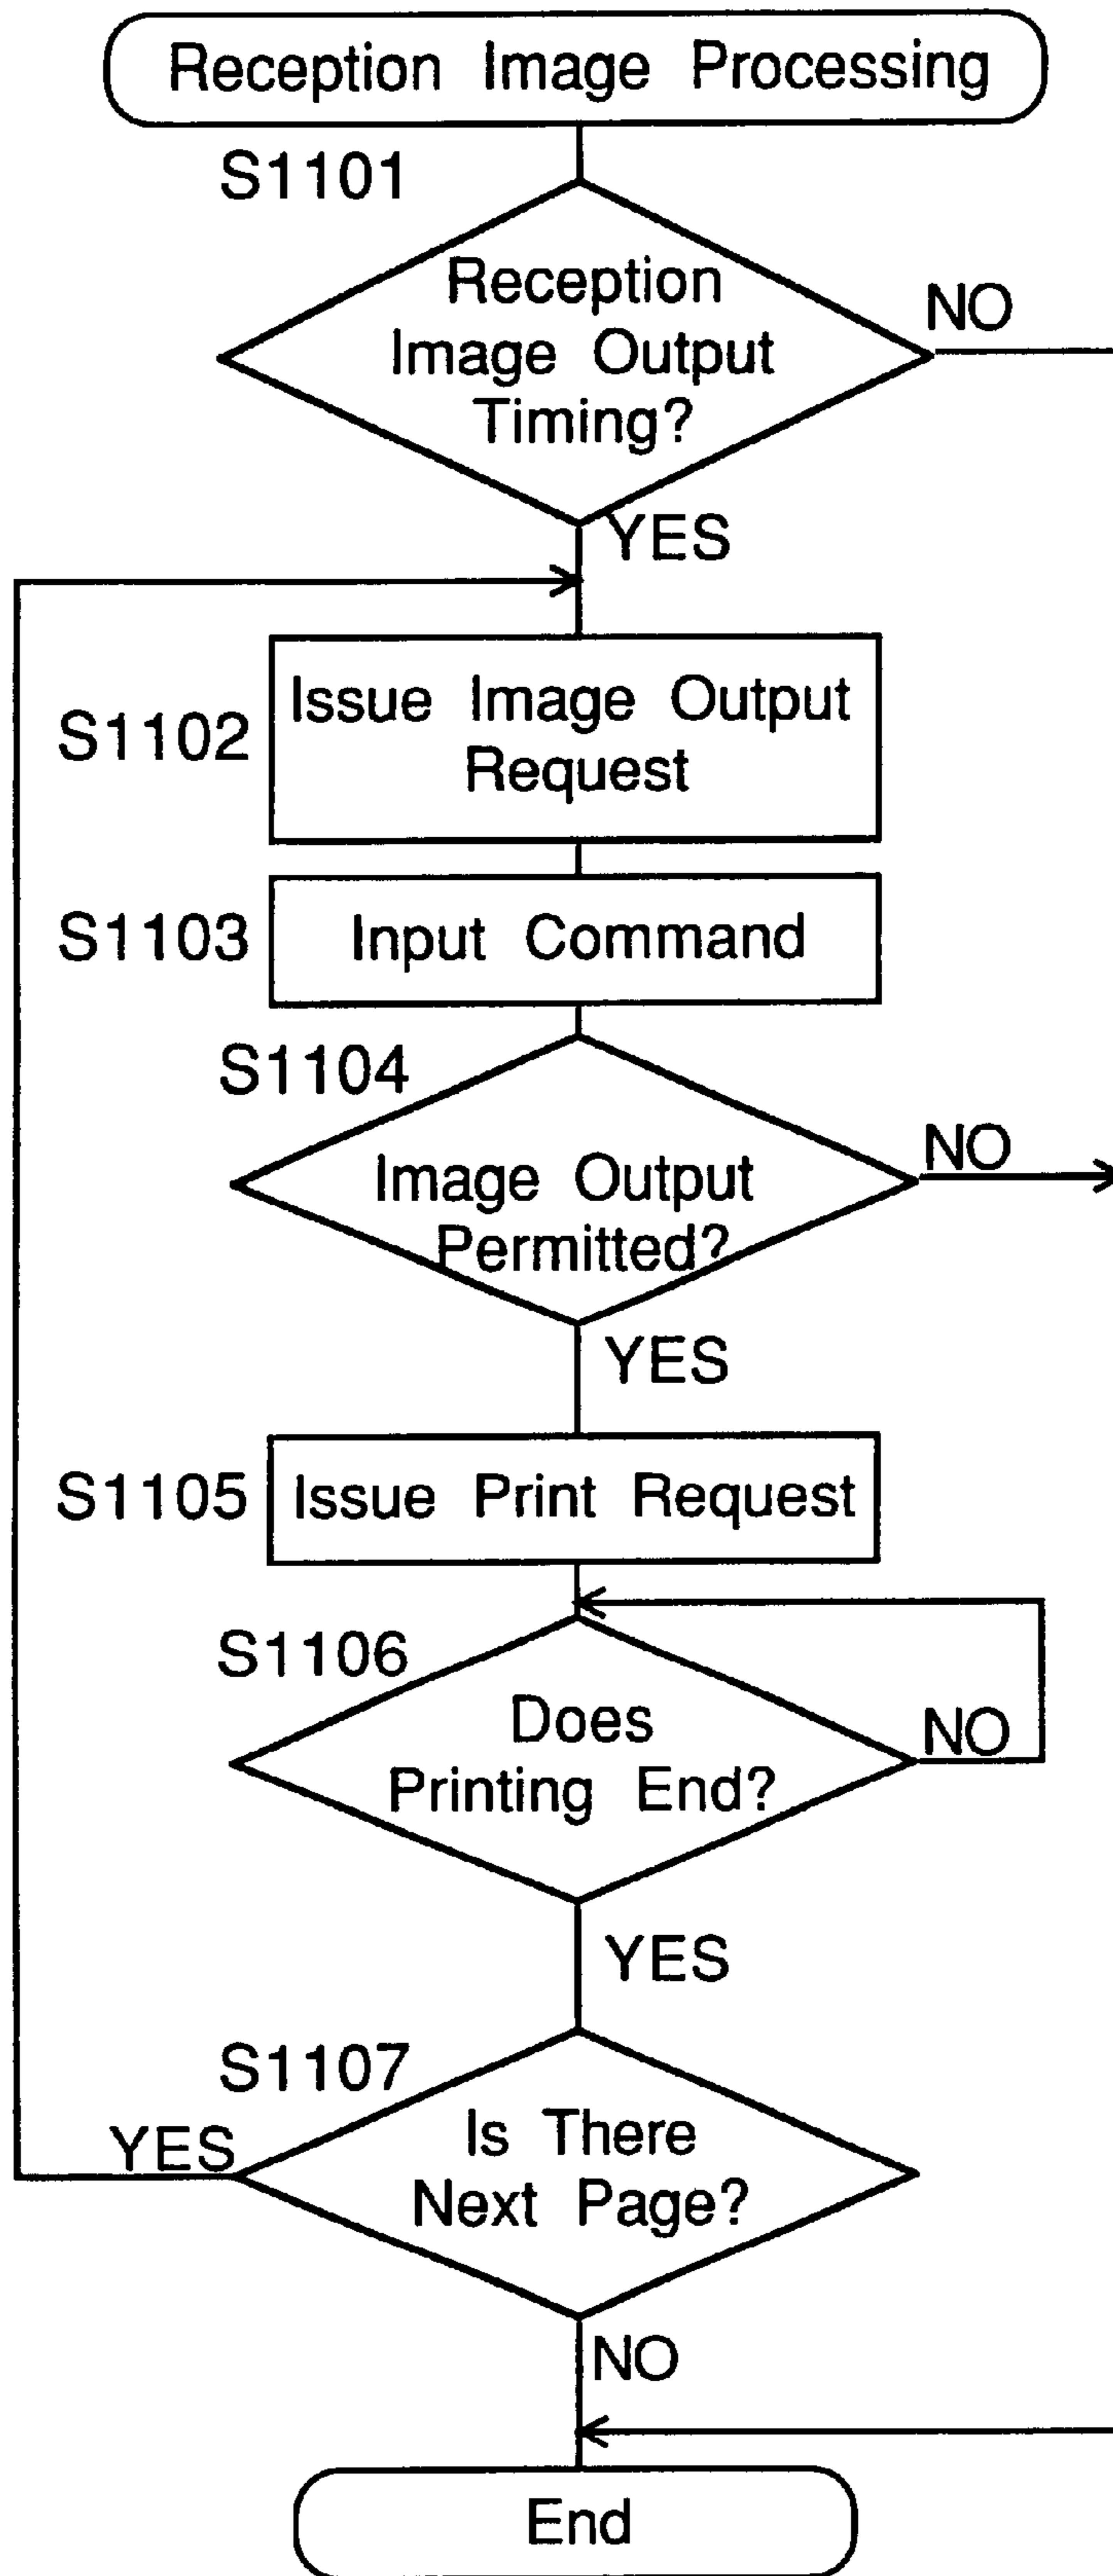 Reception Image Processing
S1101
Reception
Image Output
Timing?
NO
YES
S1102
Issue Image Output
Request
S1103
Input Command
S1104
Image Output
Permitted?
NO
YES
S1105
Issue Print Request
S1106
Does
Printing End?
NO
YES
S1107
Is There
Next Page?
YES
NO
End